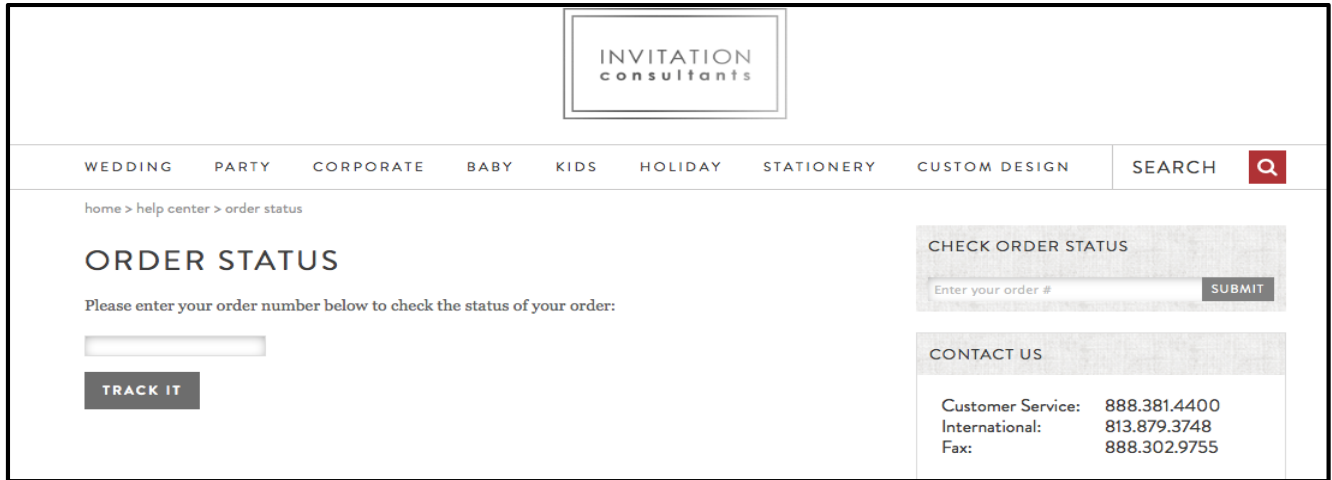 INVITATION
consultants
WEDDING PARTY CORPORATE BABY KIDS HOLIDAY STATIONERY CUSTOM DESIGN SEARCH
home > help center > order status
ORDER STATUS
Please enter your order number below to check the status of your order:
TRACK IT
CHECK ORDER STATUS
Enter your order # SUBMIT
CONTACT US
Customer Service: 888.381.4400
International: 813.879.3748
Fax: 888.302.9755